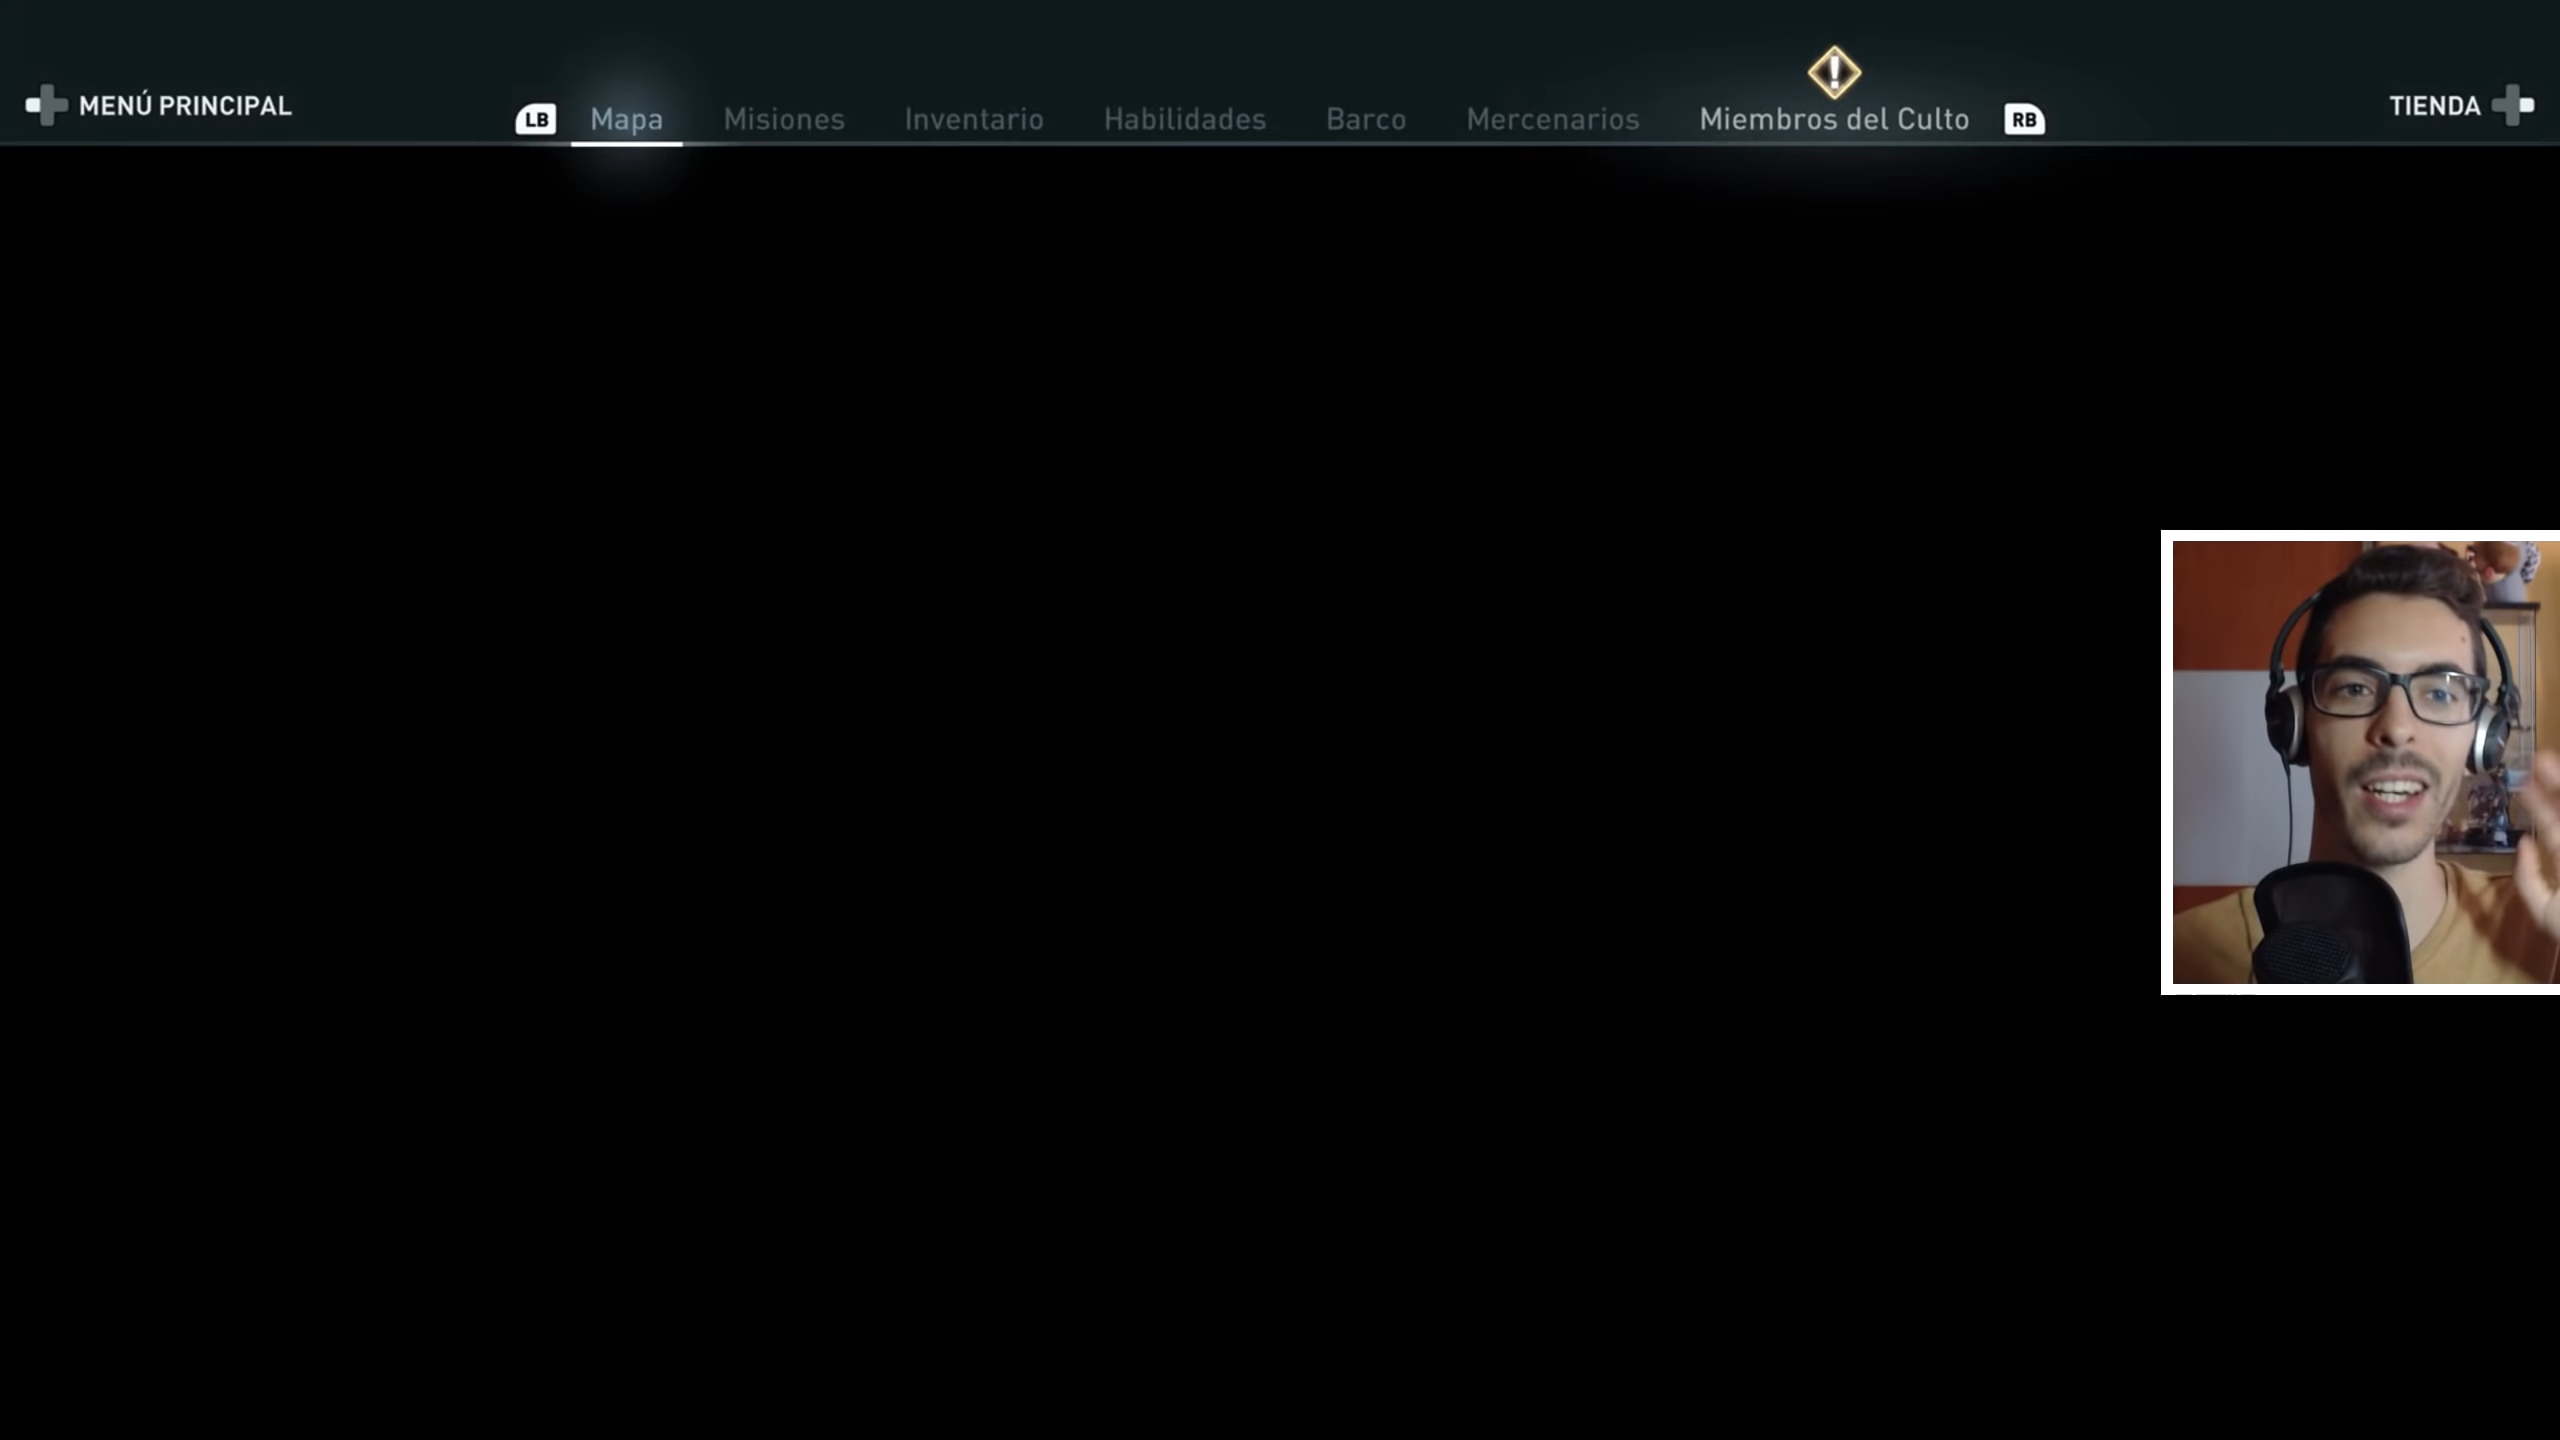 MENÚ PRINCIPAL
LB Mapa Misiones Inventario Habilidades Barco Mercenarios Miembros del Culto RB
TIENDA